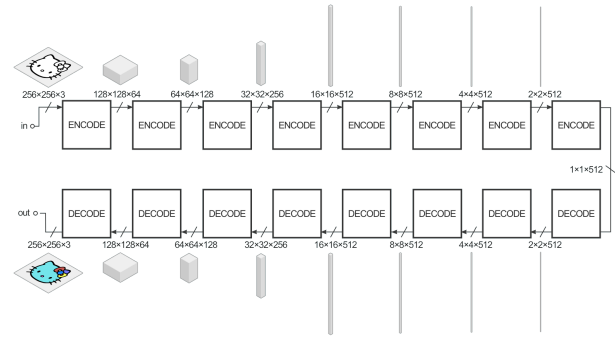 256×256×3 128×128×64 64×64×128 32×32×256 16×16×512 8×8×512 4×4×512 2×2×512
in ENCODE ENCODE ENCODE ENCODE ENCODE ENCODE ENCODE ENCODE
1×1×512
out DECODE DECODE DECODE DECODE DECODE DECODE DECODE DECODE
256×256×3 128×128×64 64×64×128 32×32×256 16×16×512 8×8×512 4×4×512 2×2×512